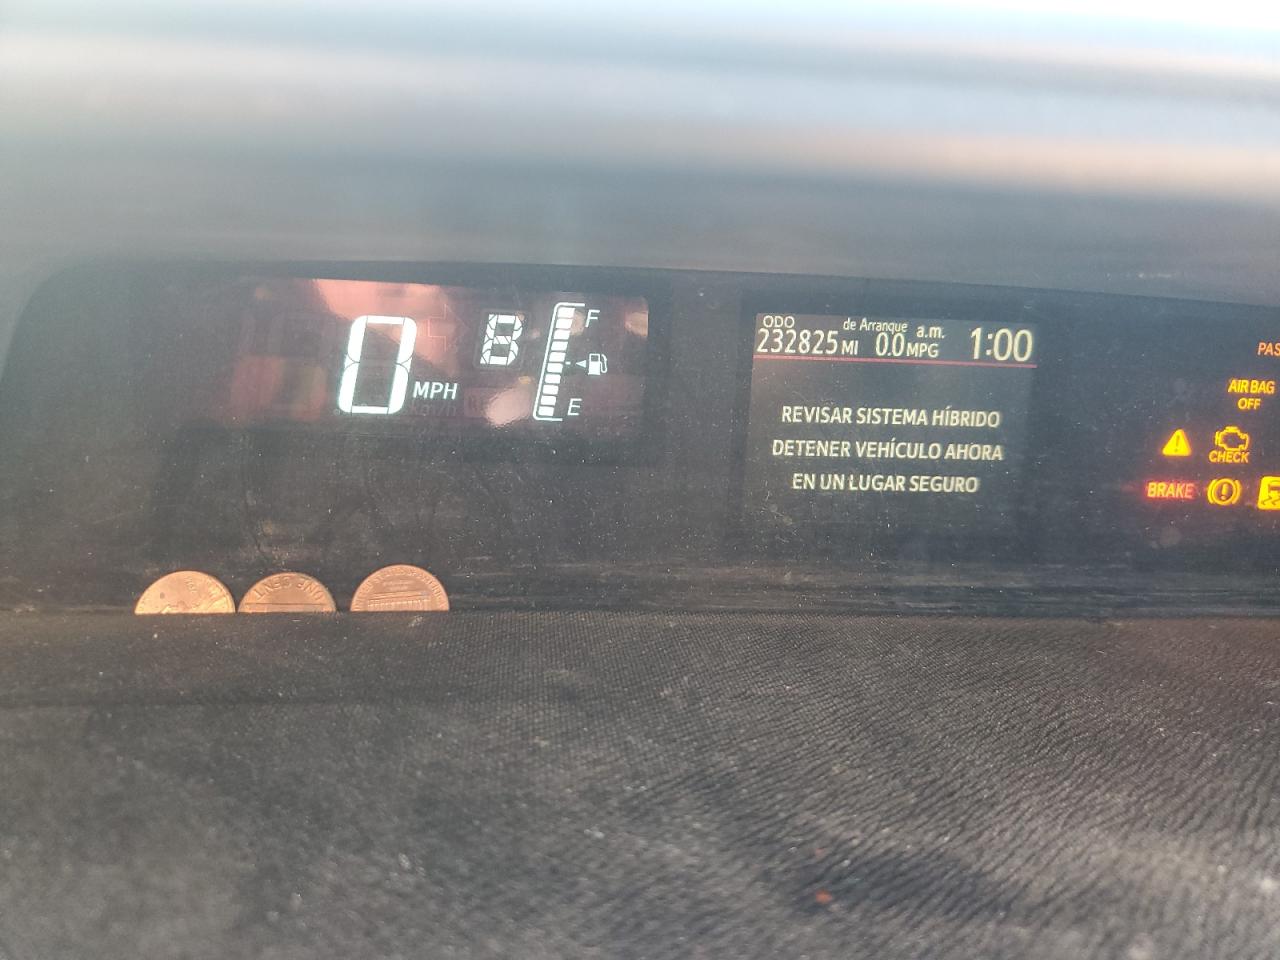 0 MPH
B
F
E
ODO
232825 MI
de Arranque a.m.
0.0 MPG
1:00
REVISAR SISTEMA HÍBRIDO
DETENER VEHÍCULO AHORA
EN UN LUGAR SEGURO
PAS
AIR BAG
OFF
CHECK
BRAKE
ONE CENT